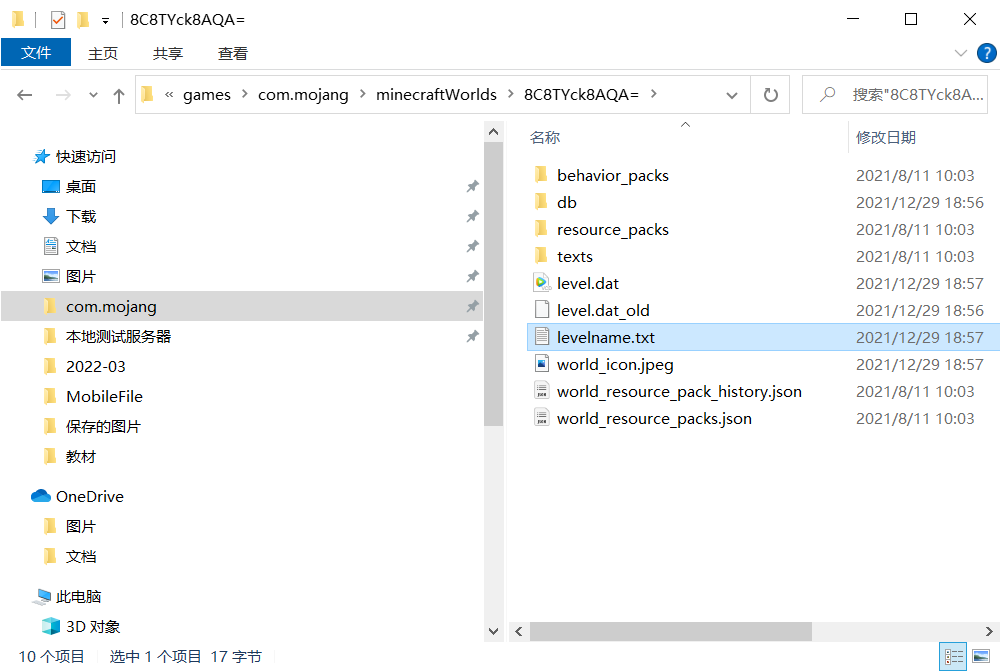 8C8TYck8AQA=
文件 主页 共享 查看
« games > com.mojang > minecraftWorlds > 8C8TYck8AQA= > 搜索"8C8TYck8A...
快速访问
桌面
下载
文档
图片
com.mojang
本地测试服务器
2022-03
MobileFile
保存的图片
教材
OneDrive
图片
文档
此电脑
3D 对象
名称 修改日期
behavior_packs 2021/8/11 10:03
db 2021/12/29 18:56
resource_packs 2021/8/11 10:03
texts 2021/8/11 10:03
level.dat 2021/12/29 18:57
level.dat_old 2021/12/29 18:56
levelname.txt 2021/12/29 18:57
world_icon.jpeg 2021/12/29 18:57
world_resource_pack_history.json 2021/8/11 10:03
world_resource_packs.json 2021/8/11 10:03
10 个项目 选中 1 个项目 17 字节